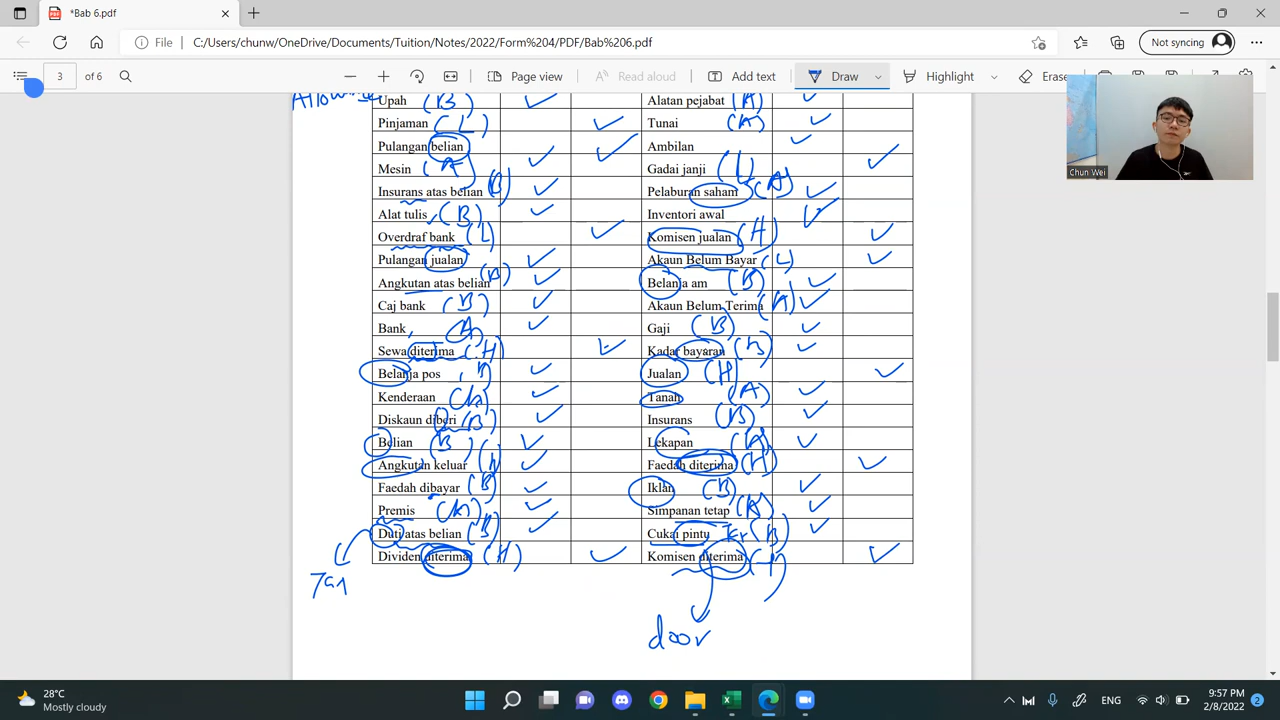 *Bab 6.pdf
File
C:/Users/chunw/OneDrive/Documents/Tuition/Notes/2022/Form%204/PDF/Bab%206.pdf
Not syncing
3 of 6
Page view
Read aloud
Add text
Draw
Highlight
Erase
Chun Wei
Upah (B) Alatan pejabat (A)
Pinjaman (L) Tunai (A)
Pulangan belian Ambilan
Mesin (A) Gadai janji (L)
Insurans atas belian (B) Pelaburan saham (A)
Alat tulis (B) Inventori awal
Overdraf bank (L) Komisen jualan (H)
Pulangan jualan Akaun Belum Bayar (L)
Angkutan atas belian (B) Belanja am (B)
Caj bank (B) Akaun Belum Terima (A)
Bank (A) Gaji (B)
Sewa diterima (H) Kadar bayaran (B)
Belanja pos (B) Jualan (H)
Kenderaan (A) Tanah (A)
Diskaun diberi (B) Insurans (B)
Belian (B) Lekapan (A)
Angkutan keluar Faedah diterima (H)
Faedah dibayar (B) Iklan (B)
Premis (A) Simpanan tetap (A)
Duti atas belian (B) Cukai pintu (B)
Dividen diterima (H) Komisen diterima
door
28°C
Mostly cloudy
ENG
9:57 PM
2/8/2022
2